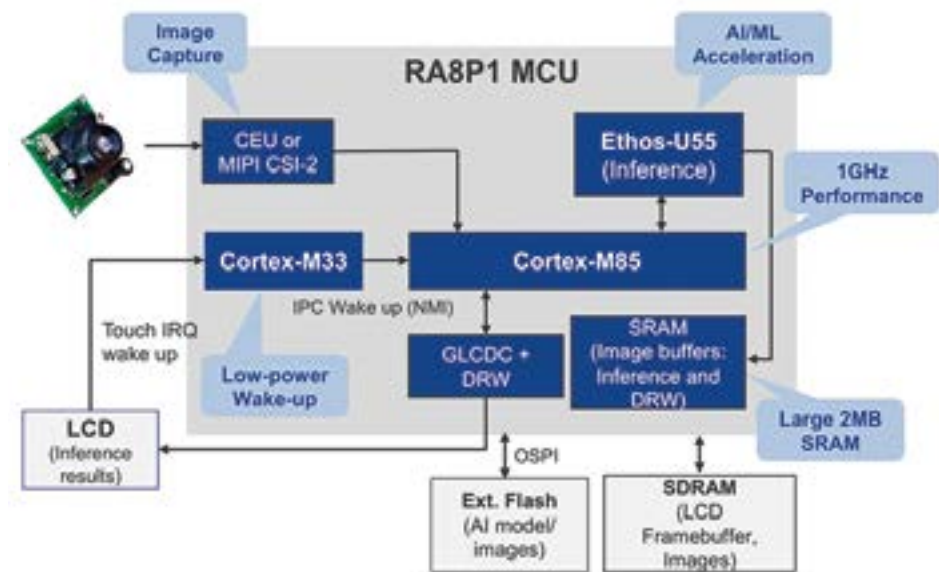 Image
Capture
AI/ML
Acceleration
RA8P1 MCU
CEU or
MIPI CSI-2
Ethos-U55
(Inference)
1GHz
Performance
Cortex-M33
Cortex-M85
IPC Wake up (NMI)
Touch IRQ
wake up
Low-power
Wake-up
GLCDC +
DRW
SRAM
(Image buffers:
Inference and
DRW)
Large 2MB
SRAM
LCD
(Inference
results)
OSPI
Ext. Flash
(AI model/
images)
SDRAM
(LCD
Framebuffer,
Images)